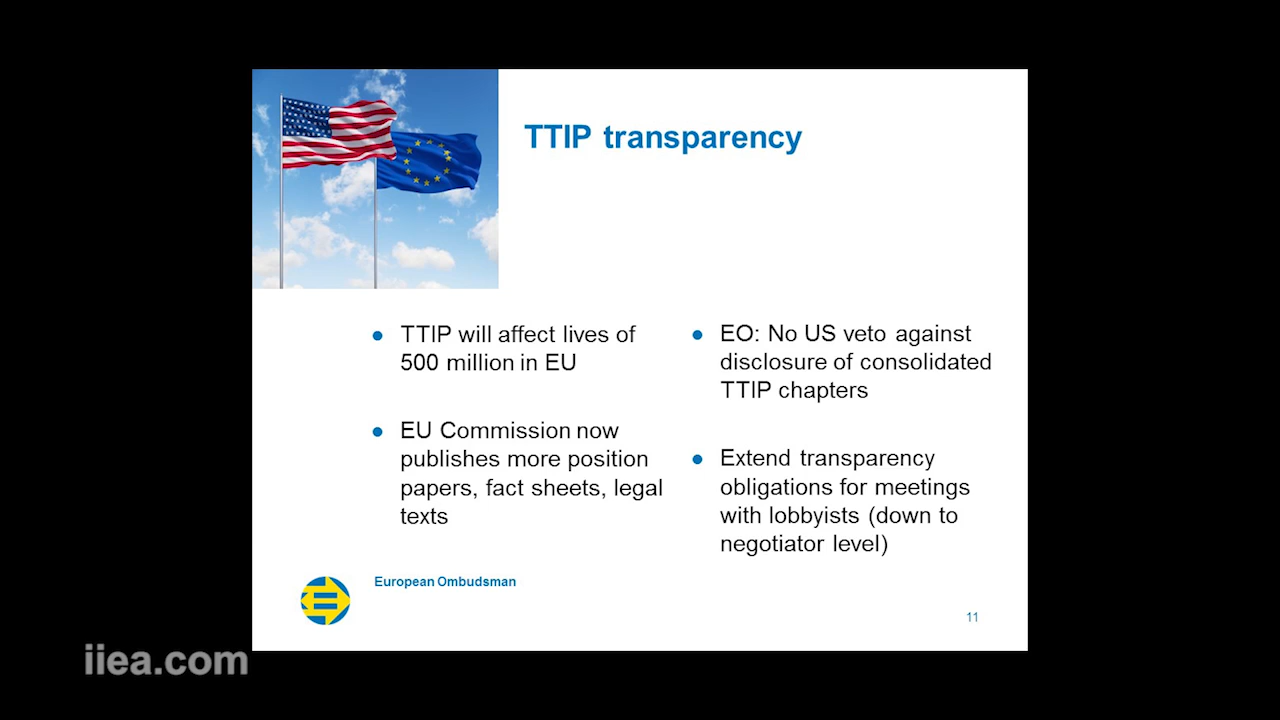 TTIP transparency
TTIP will affect lives of
500 million in EU
EU Commission now
publishes more position
papers, fact sheets, legal
texts
EO: No US veto against
disclosure of consolidated
TTIP chapters
Extend transparency
obligations for meetings
with lobbyists (down to
negotiator level)
European Ombudsman
11
iiea.com